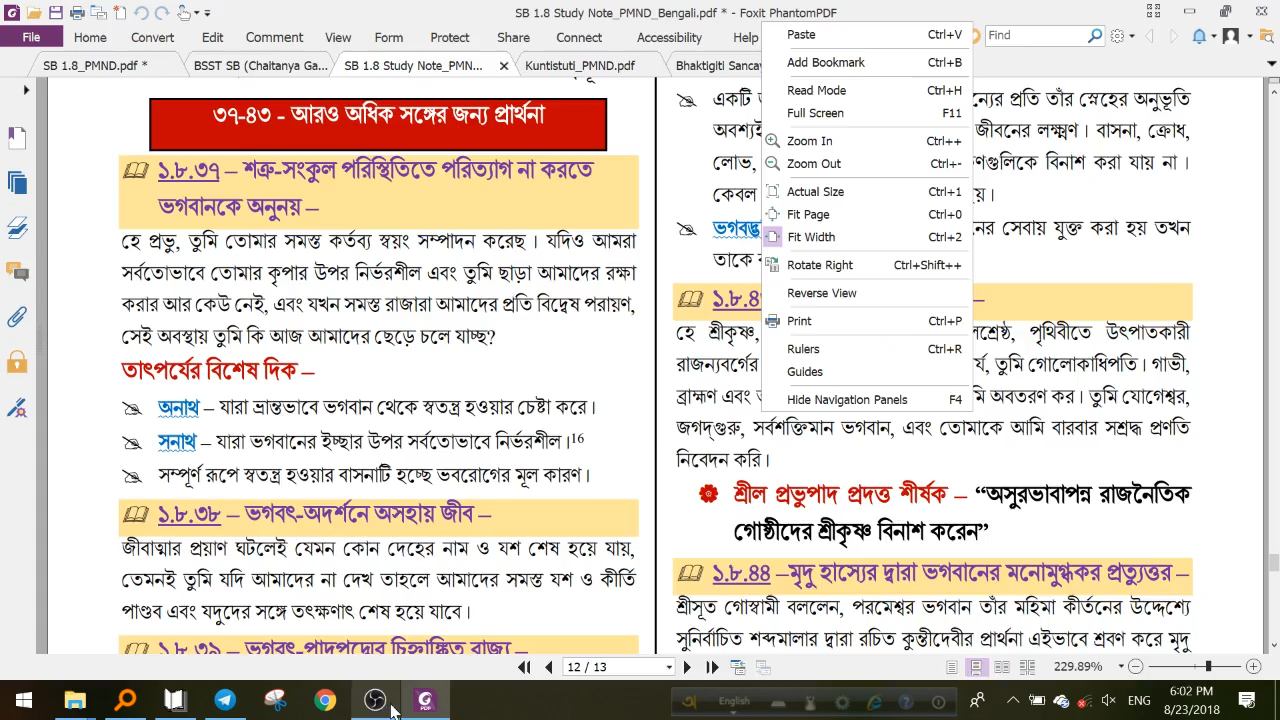 SB 1.8 Study Note_PMND_Bengali.pdf * - Foxit PhantomPDF
File Home Convert Edit Comment View Form Protect Share Connect Accessibility Help Find
SB 1.8_PMND.pdf * BSST SB (Chaitanya Ga... SB 1.8 Study Note_PMN... Kuntistuti_PMND.pdf Bhaktigiti Sancay
৩৭-৪৩ - আরও অধিক সঙ্গের জন্য প্রার্থনা
১.৮.৩৭ – শত্রু-সংকুল পরিস্থিতিতে পরিত্যাগ না করতে
ভগবানকে অনুনয় –
হে প্রভু, তুমি তোমার সমস্ত কর্তব্য স্বয়ং সম্পাদন করেছ। যদিও আমরা
সর্বতোভাবে তোমার কৃপার উপর নির্ভরশীল এবং তুমি ছাড়া আমাদের রক্ষা
করার আর কেউ নেই, এবং যখন সমস্ত রাজারা আমাদের প্রতি বিদ্বেষ পরায়ণ,
সেই অবস্থায় তুমি কি আজ আমাদের ছেড়ে চলে যাচ্ছ?
তাৎপর্যের বিশেষ দিক –
অনাথ – যারা ভ্রান্তভাবে ভগবান থেকে স্বতন্ত্র হওয়ার চেষ্টা করে।
সনাথ – যারা ভগবানের ইচ্ছার উপর সর্বতোভাবে নির্ভরশীল।16
সম্পূর্ণ রূপে স্বতন্ত্র হওয়ার বাসনাটি হচ্ছে ভবরোগের মূল কারণ।
১.৮.৩৮ – ভগবৎ-অদর্শনে অসহায় জীব –
জীবাত্মার প্রয়াণ ঘটলেই যেমন কোন দেহের নাম ও যশ শেষ হয়ে যায়,
তেমনই তুমি যদি আমাদের না দেখ তাহলে আমাদের সমস্ত যশ ও কীর্তি
পাণ্ডব এবং যদুদের সঙ্গে তৎক্ষণাৎ শেষ হয়ে যাবে।
১.৮.৩৯ – ভগবৎ-পাদপদ্মের চিহ্নাঙ্কিত রাজ্য –
একটি ন্যের প্রতি তাঁর স্নেহের অনুভূতি
অবশ্যই জীবনের লক্ষ্মণ। বাসনা, ক্রোধ,
লোভ, ণগুলিকে বিনাশ করা যায় না।
কেবল য়।
ভগবদ্ভ নের সেবায় যুক্ত করা হয় তখন
তাকে
১.৮.৪ –
হে শ্রীকৃষ্ণ, লশ্রেষ্ঠ, পৃথিবীতে উৎপাতকারী
রাজন্যবর্গের র্য, তুমি গোলোকাধিপতি। গাভী,
ব্রাহ্মণ এবং মি অবতরণ কর। তুমি যোগেশ্বর,
জগদ্‌গুরু, সর্বশক্তিমান ভগবান, এবং তোমাকে আমি বারবার সশ্রদ্ধ প্রণতি
নিবেদন করি।
শ্রীল প্রভুপাদ প্রদত্ত শীর্ষক – “অসুরভাবাপন্ন রাজনৈতিক
গোষ্ঠীদের শ্রীকৃষ্ণ বিনাশ করেন”
১.৮.৪৪ –মৃদু হাস্যের দ্বারা ভগবানের মনোমুগ্ধকর প্রত্যুত্তর –
শ্রীসূত গোস্বামী বললেন, পরমেশ্বর ভগবান তাঁর মহিমা কীর্তনের উদ্দেশ্যে
সুনির্বাচিত শব্দমালার দ্বারা রচিত কুন্তীদেবীর প্রার্থনা এইভাবে শ্রবণ করে মৃদু
Paste Ctrl+V
Add Bookmark Ctrl+B
Read Mode Ctrl+H
Full Screen F11
Zoom In Ctrl++
Zoom Out Ctrl+-
Actual Size Ctrl+1
Fit Page Ctrl+0
Fit Width Ctrl+2
Rotate Right Ctrl+Shift++
Reverse View
Print Ctrl+P
Rulers Ctrl+R
Guides
Hide Navigation Panels F4
12 / 13 229.89%
English ENG 6:02 PM
8/23/2018